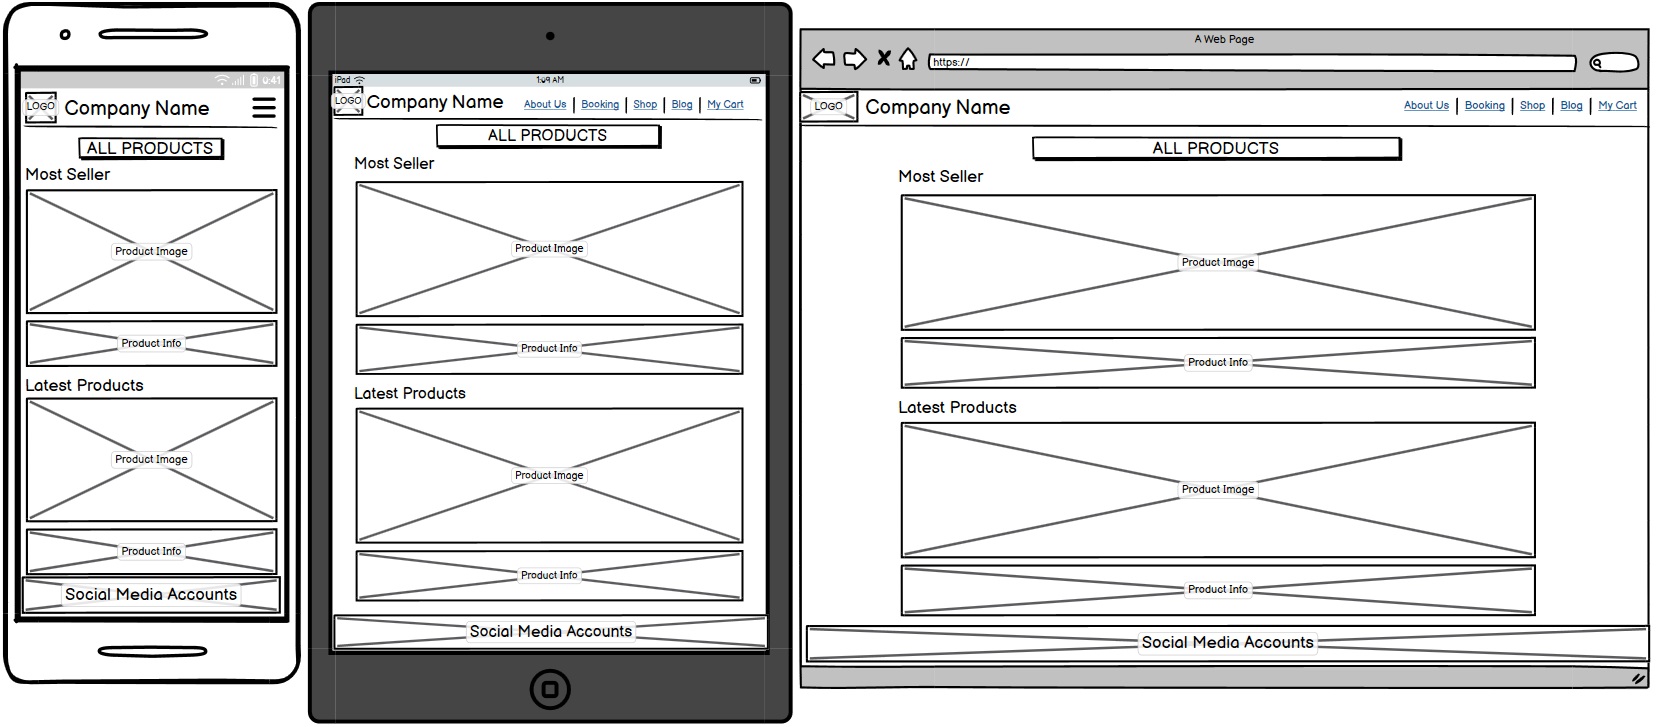 0:41
LOGO
Company Name
ALL PRODUCTS
Most Seller
Product Image
Product Info
Latest Products
Product Image
Product Info
Social Media Accounts
iPad
1:09 AM
LOGO
Company Name
About Us | Booking | Shop | Blog | My Cart
ALL PRODUCTS
Most Seller
Product Image
Product Info
Latest Products
Product Image
Product Info
Social Media Accounts
A Web Page
https://
LOGO
Company Name
About Us | Booking | Shop | Blog | My Cart
ALL PRODUCTS
Most Seller
Product Image
Product Info
Latest Products
Product Image
Product Info
Social Media Accounts